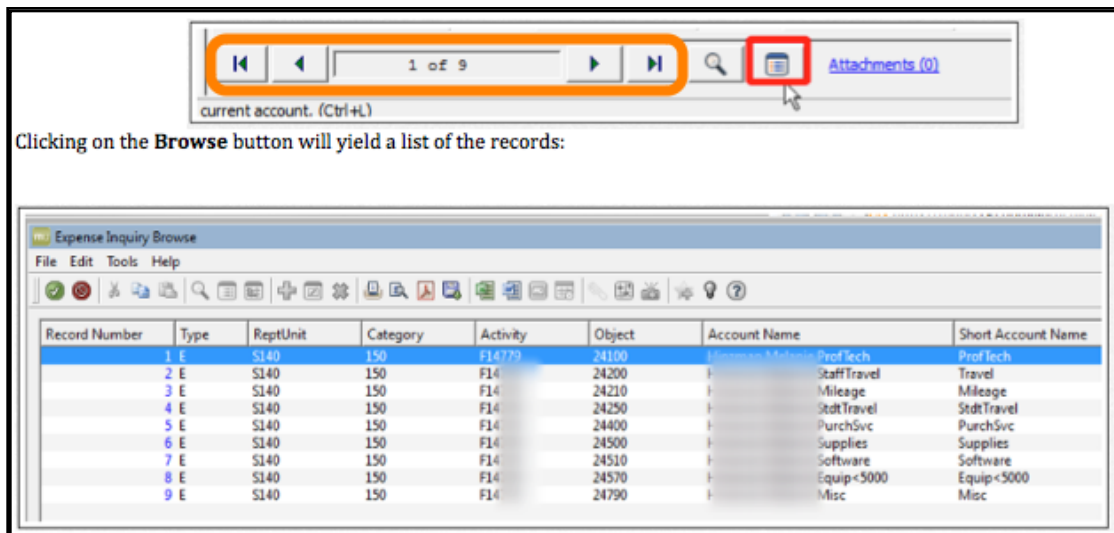 1 of 9
Attachments (0)
current account. (Ctrl+L)
Clicking on the Browse button will yield a list of the records:
Expense Inquiry Browse
File Edit Tools Help
Record Number Type ReptUnit Category Activity Object Account Name Short Account Name
1 E S140 150 F14779 24100 ProfTech ProfTech
2 E S140 150 F14 24200 StaffTravel Travel
3 E S140 150 F14 24210 Mileage Mileage
4 E S140 150 F14 24250 StdtTravel StdtTravel
5 E S140 150 F14 24400 PurchSvc PurchSvc
6 E S140 150 F14 24500 Supplies Supplies
7 E S140 150 F14 24510 Software Software
8 E S140 150 F14 24570 Equip<5000 Equip<5000
9 E S140 150 F14 24790 Misc Misc